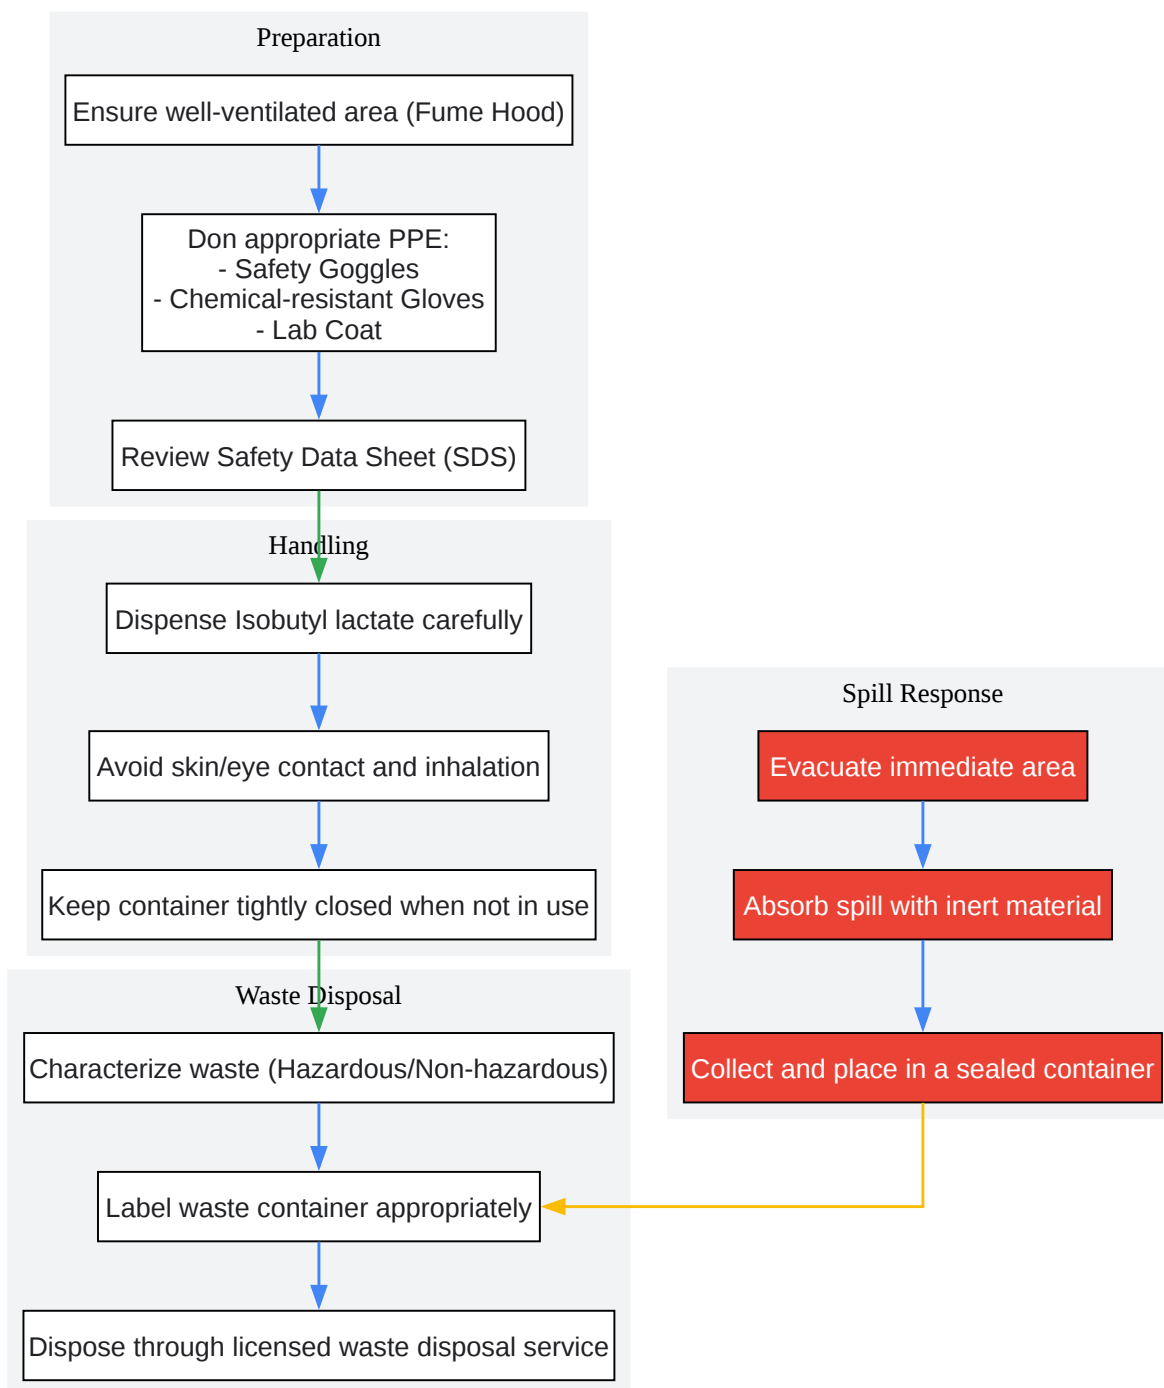 Preparation
Ensure well-ventilated area (Fume Hood)
Don appropriate PPE:
- Safety Goggles
- Chemical-resistant Gloves
- Lab Coat
Review Safety Data Sheet (SDS)
Handling
Dispense Isobutyl lactate carefully
Avoid skin/eye contact and inhalation
Keep container tightly closed when not in use
Waste Disposal
Characterize waste (Hazardous/Non-hazardous)
Label waste container appropriately
Dispose through licensed waste disposal service
Spill Response
Evacuate immediate area
Absorb spill with inert material
Collect and place in a sealed container